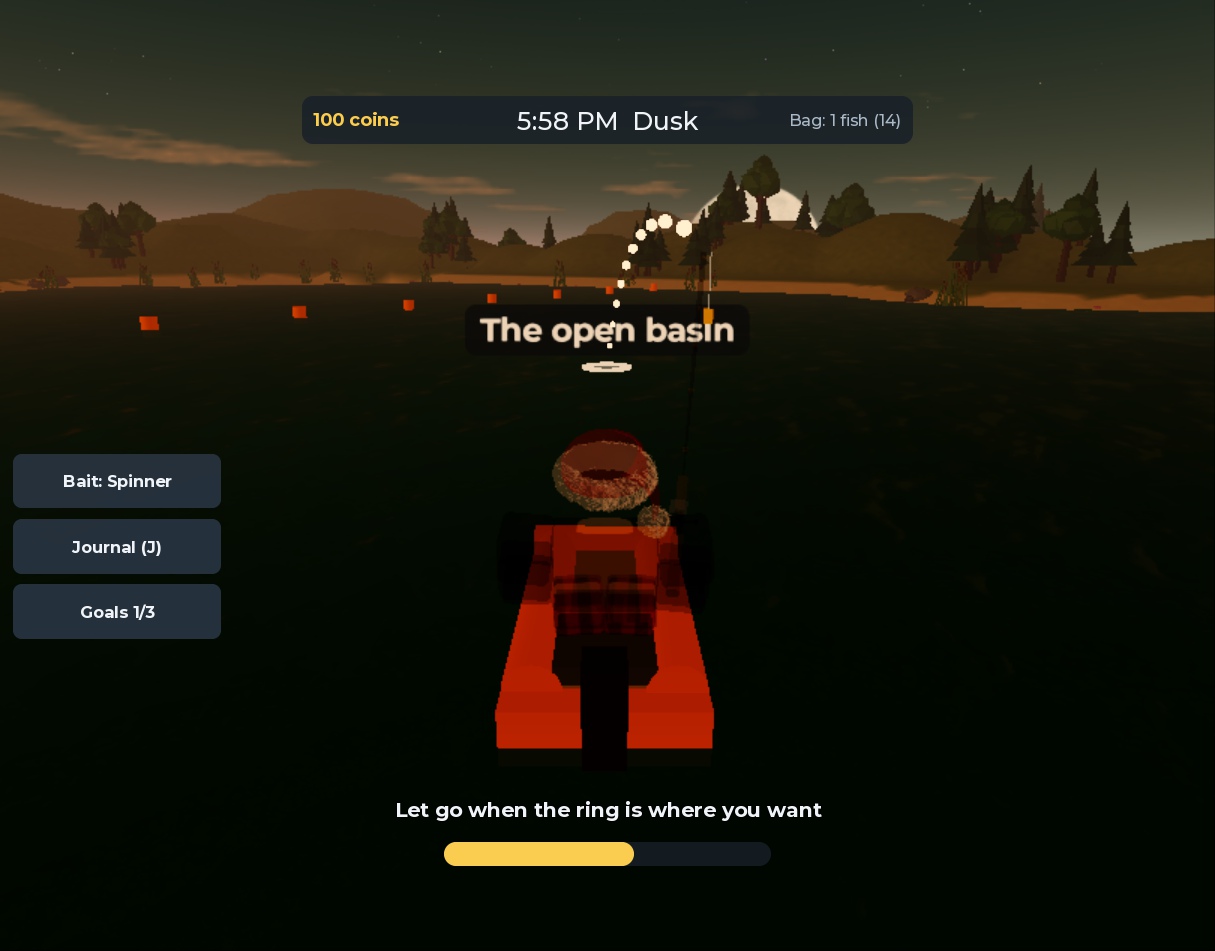 100 coins
5:58 PM Dusk
Bag: 1 fish (14)
The open basin
Bait: Spinner
Journal (J)
Goals 1/3
Let go when the ring is where you want